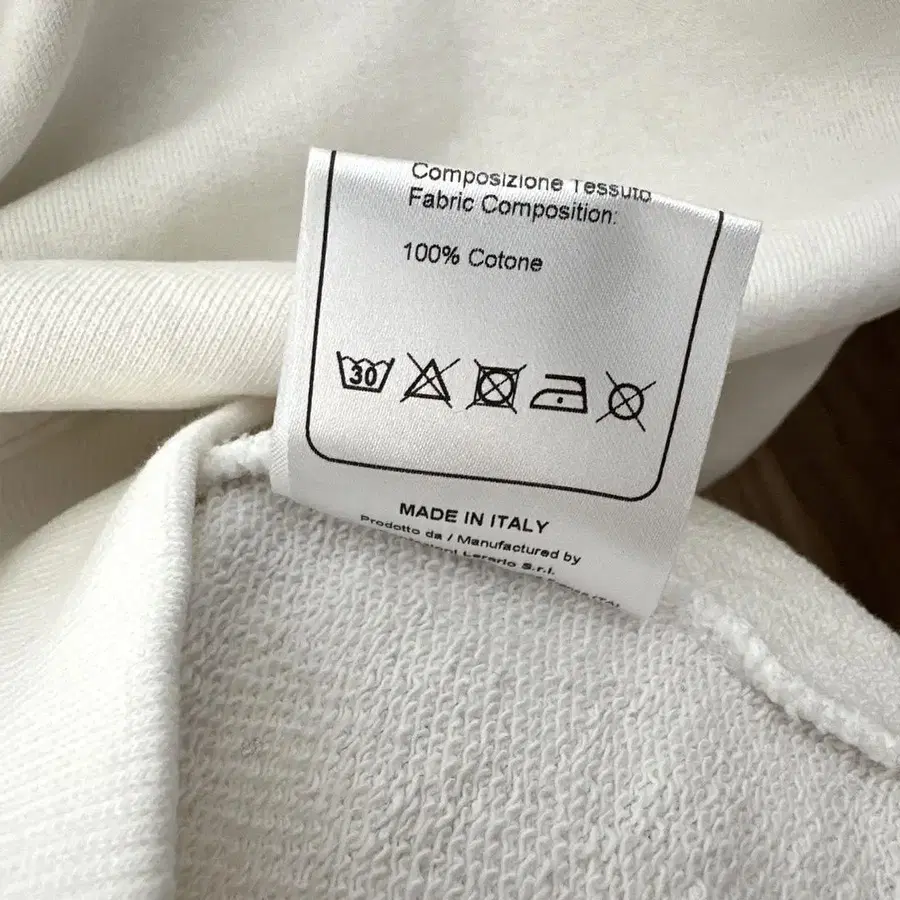 Composizione Tessuto
Fabric Composition:
100% Cotone
30
MADE IN ITALY
Prodotto da / Manufactured by
S.r.l.